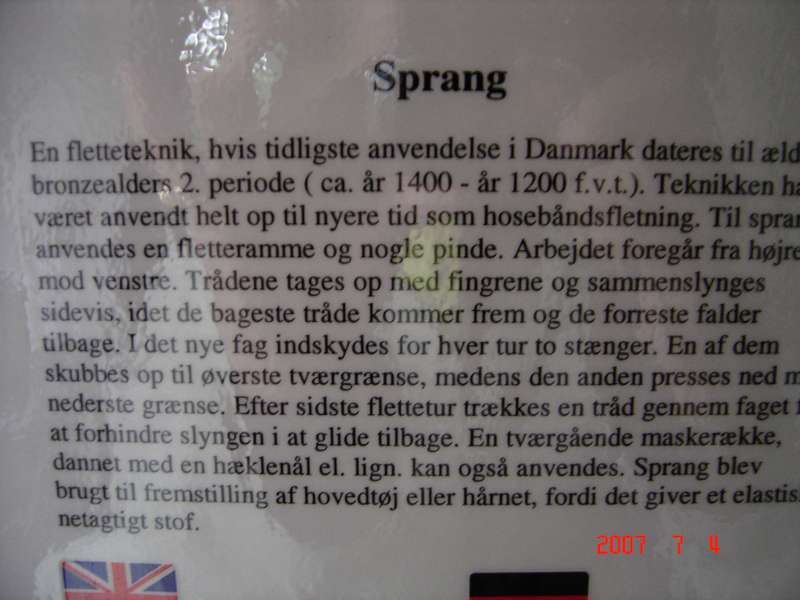 Sprang
En fletteteknik, hvis tidligste anvendelse i Danmark dateres til æld
bronzealders 2. periode ( ca. år 1400 - år 1200 f.v.t.). Teknikken ha
været anvendt helt op til nyere tid som hosebåndsfletning. Til spran
anvendes en fletteramme og nogle pinde. Arbejdet foregår fra højre
mod venstre. Trådene tages op med fingrene og sammenslynges
sidevis, idet de bageste tråde kommer frem og de forreste falder
tilbage. I det nye fag indskydes for hver tur to stænger. En af dem
skubbes op til øverste tværgrænse, medens den anden presses ned m
nederste grænse. Efter sidste flettetur trækkes en tråd gennem faget
at forhindre slyngen i at glide tilbage. En tværgående maskerække,
dannet med en hæklenål el. lign. kan også anvendes. Sprang blev
brugt til fremstilling af hovedtøj eller hårnet, fordi det giver et elastis
netagtigt stof.
2007 7 4